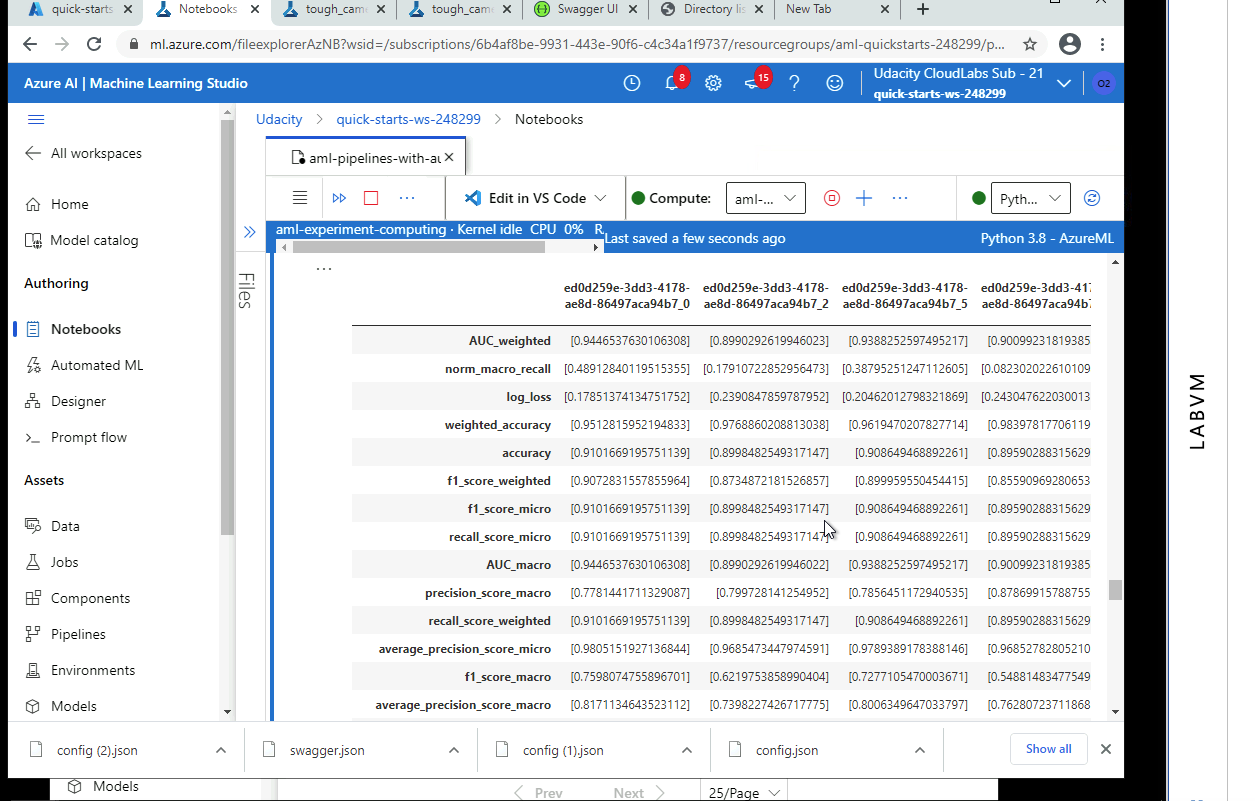 quick-starts
Notebooks
tough_cam
tough_cam
Swagger UI
Directory lis
New Tab
ml.azure.com/fileexplorerAzNB?wsid=/subscriptions/6b4af8be-9931-443e-90f6-c4c34a1f9737/resourcegroups/aml-quickstarts-248299/p...
Azure AI | Machine Learning Studio
8
15
Udacity CloudLabs Sub - 21
quick-starts-ws-248299
O2
Udacity > quick-starts-ws-248299 > Notebooks
All workspaces
Home
Model catalog
Authoring
Notebooks
Automated ML
Designer
Prompt flow
Assets
Data
Jobs
Components
Pipelines
Environments
Models
Files
aml-pipelines-with-au
...
Edit in VS Code
Compute:
aml-...
...
Pyth...
aml-experiment-computing · Kernel idle CPU 0% R
Last saved a few seconds ago
Python 3.8 - AzureML
...
ed0d259e-3dd3-4178- ed0d259e-3dd3-4178- ed0d259e-3dd3-4178- ed0d259e-3dd3-417
ae8d-86497aca94b7_0 ae8d-86497aca94b7_2 ae8d-86497aca94b7_5 ae8d-86497aca94b7
AUC_weighted [0.9446537630106308] [0.8990292619946023] [0.9388252597495217] [0.90099231819385
norm_macro_recall [0.48912840119515355] [0.17910722852956473] [0.38795251247112605] [0.082302022610109
log_loss [0.17851374134751752] [0.2390847859787952] [0.20462012798321869] [0.243047622030013
weighted_accuracy [0.9512815952194833] [0.9768860208813038] [0.9619470207827714] [0.98397817706119
accuracy [0.9101669195751139] [0.8998482549317147] [0.908649468892261] [0.89590288315629
f1_score_weighted [0.9072831557855964] [0.8734872181526857] [0.899959550454415] [0.85590969280653
f1_score_micro [0.9101669195751139] [0.8998482549317147] [0.908649468892261] [0.89590288315629
recall_score_micro [0.9101669195751139] [0.8998482549317147] [0.908649468892261] [0.89590288315629
AUC_macro [0.9446537630106308] [0.8990292619946022] [0.9388252597495217] [0.90099231819385
precision_score_macro [0.7781441711329087] [0.799728141254952] [0.7856451172940535] [0.87869915788755
recall_score_weighted [0.9101669195751139] [0.8998482549317147] [0.908649468892261] [0.89590288315629
average_precision_score_micro [0.9805151927136844] [0.9685473447974591] [0.9789389178388146] [0.96852782805210
f1_score_macro [0.7598074755896701] [0.6219753858990404] [0.7277105470003671] [0.54881483477549
average_precision_score_macro [0.8171134643523112] [0.7398227426717775] [0.8006349647033797] [0.76280723711868
config (2).json
swagger.json
config (1).json
config.json
Show all
Models
Prev
Next
25/Page
LABVM